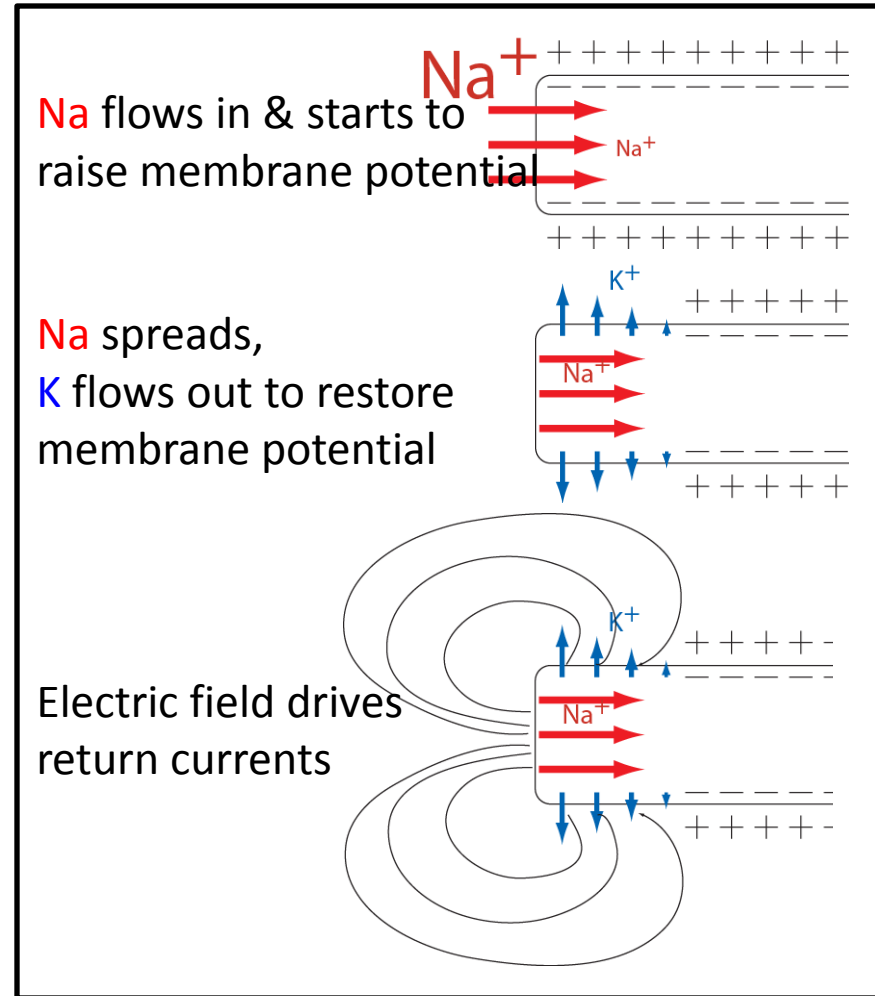 Na⁺
+ + + + + + + +
Na flows in & starts to
raise membrane potential
— — — — — — — —
Na⁺
— — — — — — — —
+ + + + + + + +
K⁺
+ + + + +
— — — — —
Na spreads,
K flows out to restore
membrane potential
Na⁺
— — — — —
+ + + + +
K⁺
+ + + + -
— — — — —
Electric field drives
return currents
Na⁺
— — — — —
+ + + + -